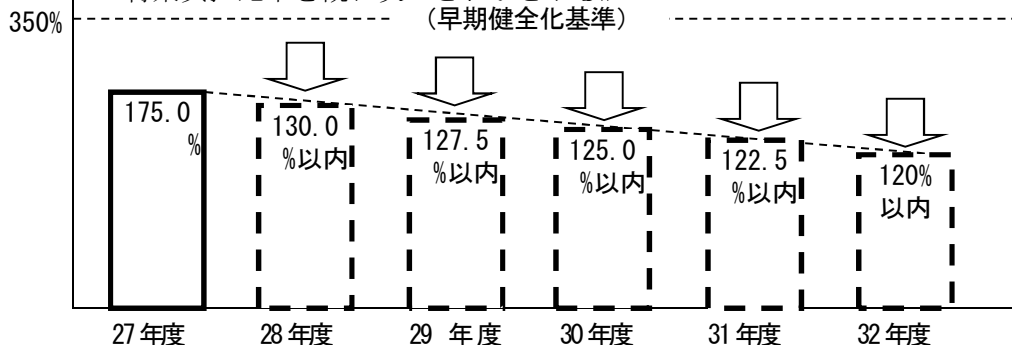 350%
(早期健全化基準)
175.0
%
130.0
%以内
127.5
%以内
125.0
%以内
122.5
%以内
120%
以内
27年度
28年度
29 年度
30年度
31年度
32年度